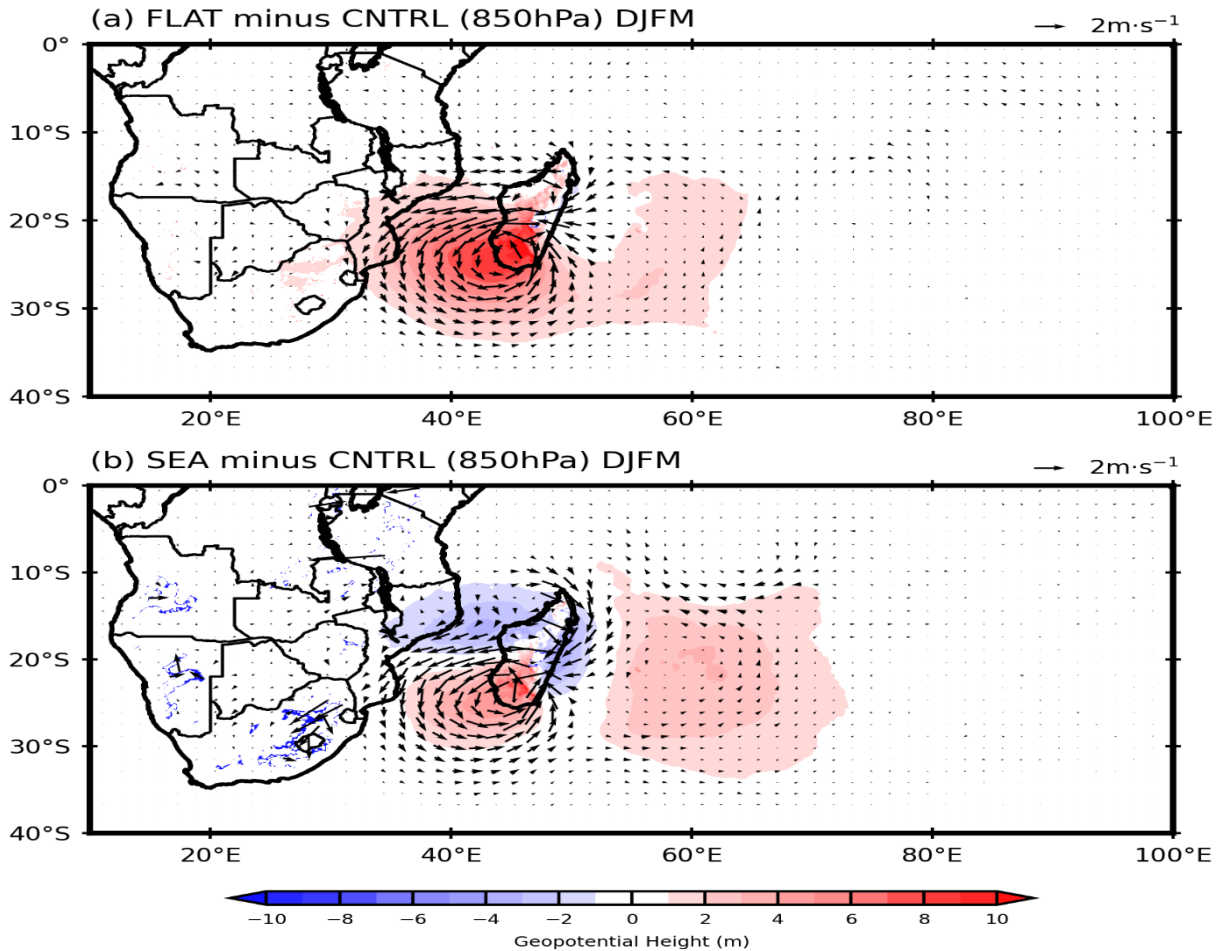 (a) FLAT minus CNTRL (850hPa) DJFM
2m·s⁻¹
0°
10°S
20°S
30°S
40°S
20°E 40°E 60°E 80°E 100°E
(b) SEA minus CNTRL (850hPa) DJFM
2m·s⁻¹
0°
10°S
20°S
30°S
40°S
20°E 40°E 60°E 80°E 100°E
−10 −8 −6 −4 −2 0 2 4 6 8 10
Geopotential Height (m)